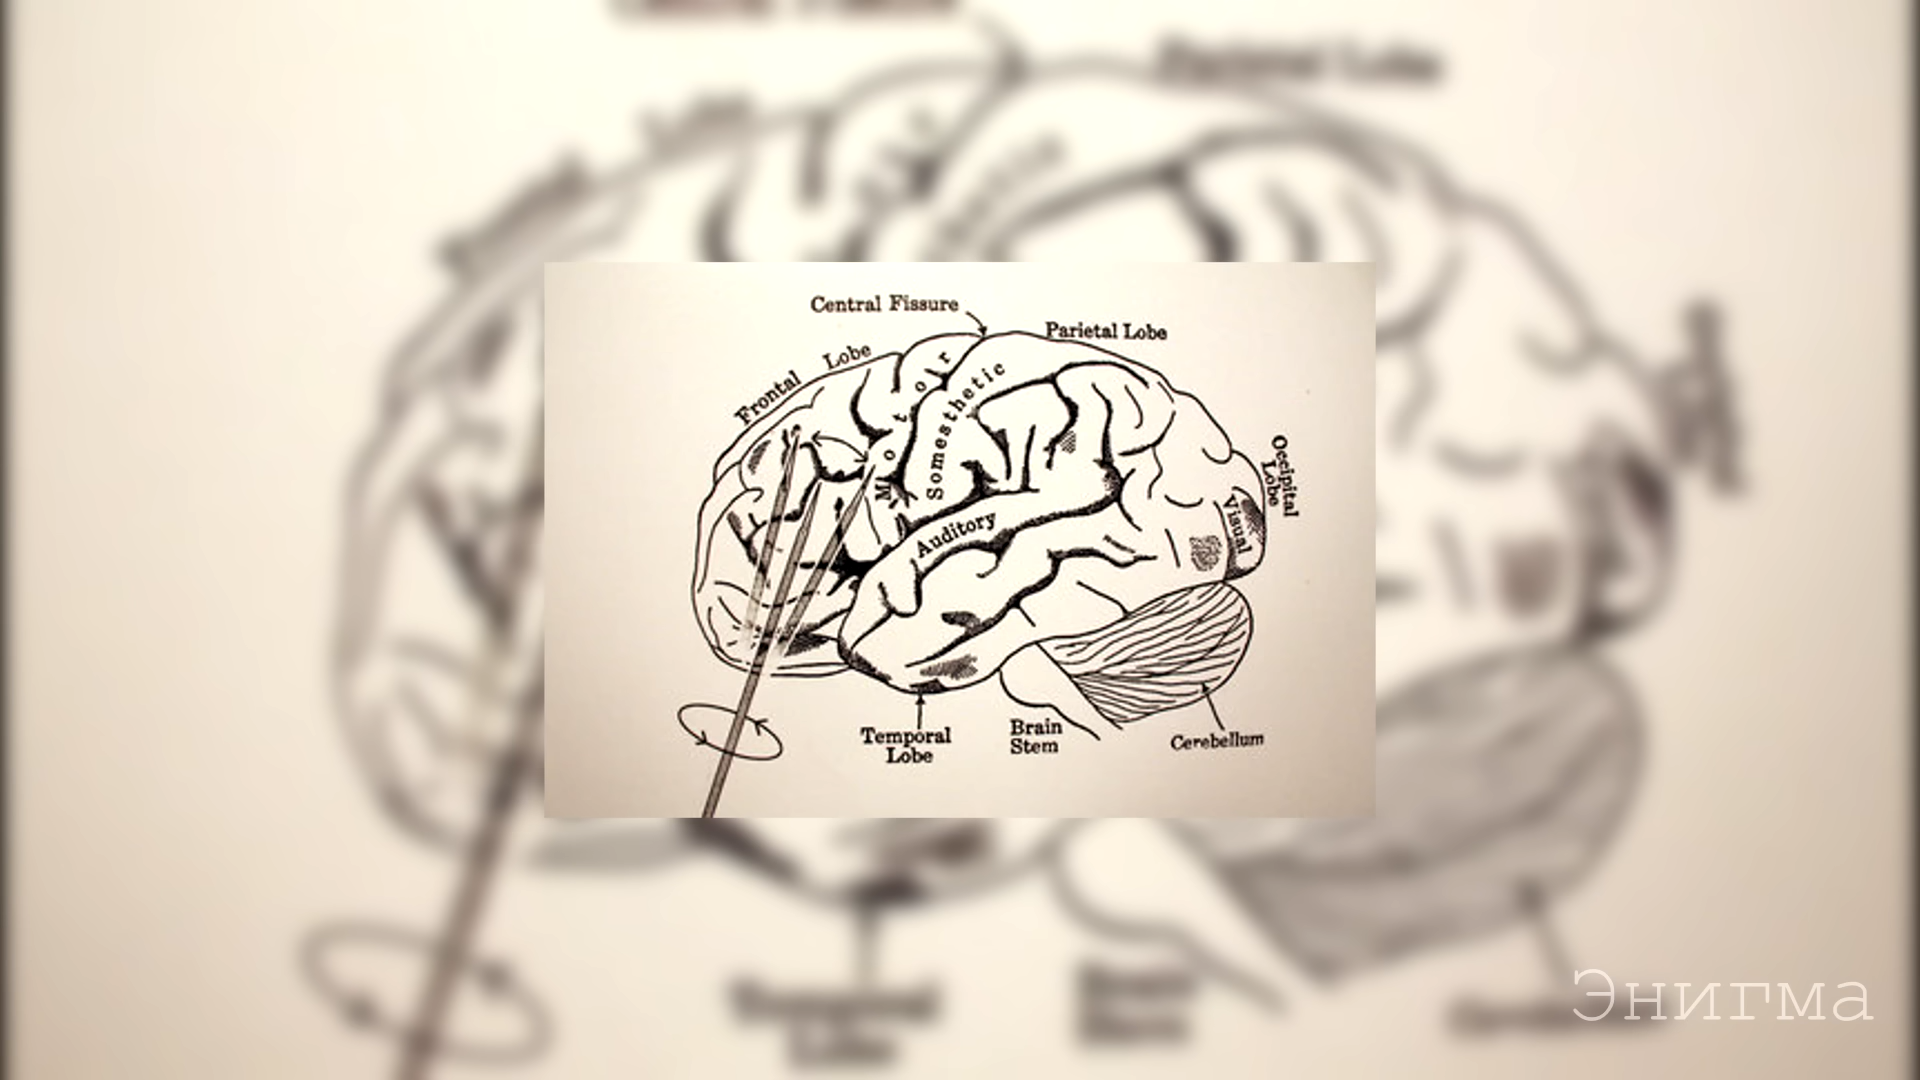 Central Fissure
Parietal Lobe
Frontal Lobe
Motor
Somesthetic
Occipital
Lobe
Visual
Auditory
Temporal
Lobe
Brain
Stem
Cerebellum
Энигма